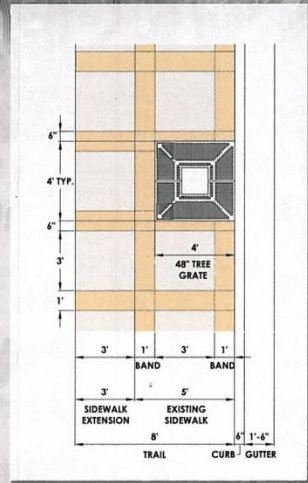 6"
4' TYP.
6"
4'
48" TREE
GRATE
3'
1'
3' 1' 3' 1'
BAND BAND
3' 5'
SIDEWALK EXISTING
EXTENSION SIDEWALK
8' 6" 1'-6"
TRAIL CURB GUTTER